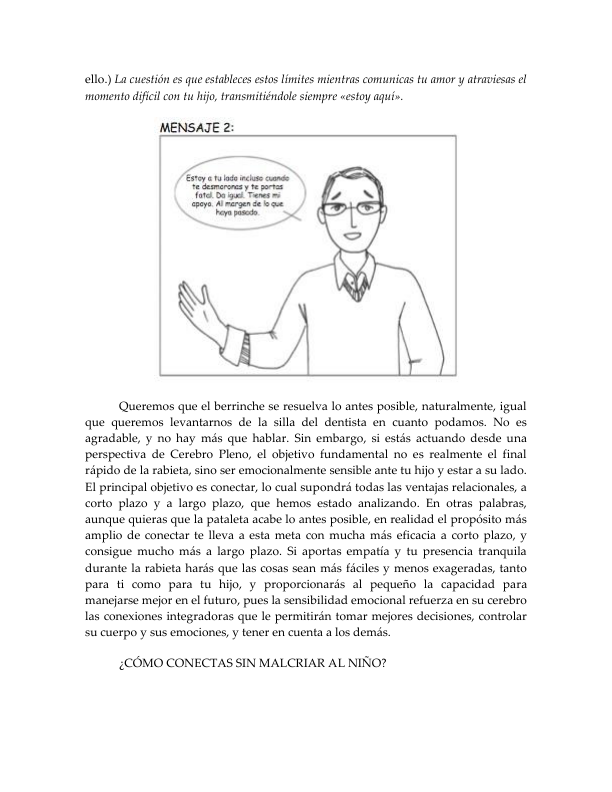 ello.) La cuestión es que estableces estos límites mientras comunicas tu amor y atraviesas el
momento difícil con tu hijo, transmitiéndole siempre «estoy aquí».
MENSAJE 2:
Estoy a tu lado incluso cuando
te desmoronas y te portas
fatal. Da igual. Tienes mi
apoyo. Al margen de lo que
haya pasado.
Queremos que el berrinche se resuelva lo antes posible, naturalmente, igual
que queremos levantarnos de la silla del dentista en cuanto podamos. No es
agradable, y no hay más que hablar. Sin embargo, si estás actuando desde una
perspectiva de Cerebro Pleno, el objetivo fundamental no es realmente el final
rápido de la rabieta, sino ser emocionalmente sensible ante tu hijo y estar a su lado.
El principal objetivo es conectar, lo cual supondrá todas las ventajas relacionales, a
corto plazo y a largo plazo, que hemos estado analizando. En otras palabras,
aunque quieras que la pataleta acabe lo antes posible, en realidad el propósito más
amplio de conectar te lleva a esta meta con mucha más eficacia a corto plazo, y
consigue mucho más a largo plazo. Si aportas empatía y tu presencia tranquila
durante la rabieta harás que las cosas sean más fáciles y menos exageradas, tanto
para ti como para tu hijo, y proporcionarás al pequeño la capacidad para
manejarse mejor en el futuro, pues la sensibilidad emocional refuerza en su cerebro
las conexiones integradoras que le permitirán tomar mejores decisiones, controlar
su cuerpo y sus emociones, y tener en cuenta a los demás.
¿CÓMO CONECTAS SIN MALCRIAR AL NIÑO?